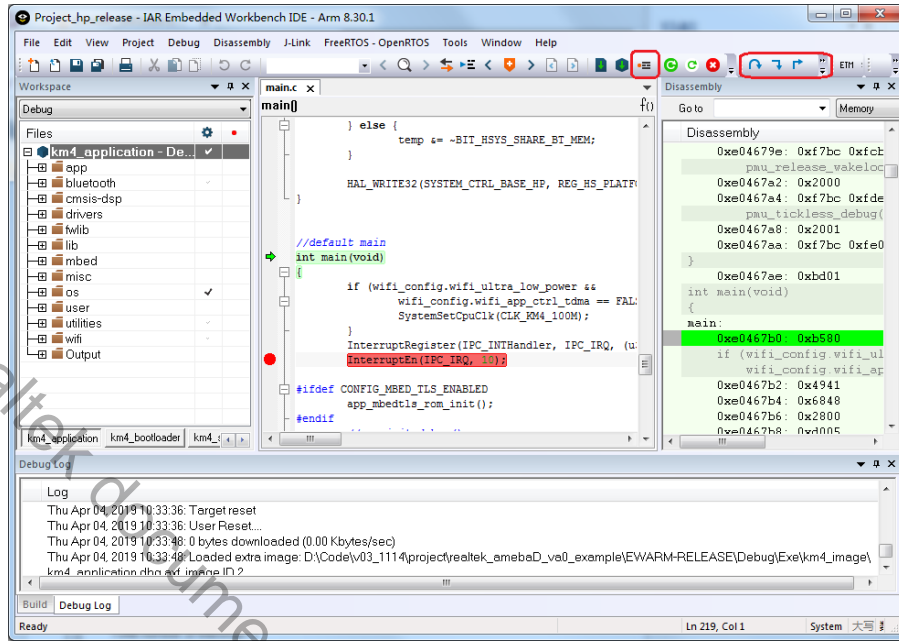 Project_hp_release - IAR Embedded Workbench IDE - Arm 8.30.1
File Edit View Project Debug Disassembly J-Link FreeRTOS - OpenRTOS Tools Window Help
ETM
Workspace
Debug
Files
km4_application - De...
app
bluetooth
cmsis-dsp
drivers
fwlib
lib
mbed
misc
os
user
utilities
wifi
Output
km4_application km4_bootloader
main.c x
main() f()
} else {
temp &= ~BIT_HSYS_SHARE_BT_MEM;
}
HAL_WRITE32(SYSTEM_CTRL_BASE_HP, REG_HS_PLATF
}
//default main
int main(void)
{
if (wifi_config.wifi_ultra_low_power &&
wifi_config.wifi_app_ctrl_tdma == FAL
SystemSetCpuClk(CLK_KM4_100M);
}
InterruptRegister(IPC_INTHandler, IPC_IRQ, (u
InterruptEn(IPC_IRQ, 10);
#ifdef CONFIG_MBED_TLS_ENABLED
app_mbedtls_rom_init();
#endif
Disassembly
Go to Memory
Disassembly
0xe04679e: 0xf7bc 0xfcb
pmu_release_wakeloc
0xe0467a2: 0x2000
0xe0467a4: 0xf7bc 0xfde
pmu_tickless_debug(
0xe0467a8: 0x2001
0xe0467aa: 0xf7bc 0xfe0
}
0xe0467ae: 0xbd01
int main(void)
{
main:
0xe0467b0: 0xb580
if (wifi_config.wifi_ul
wifi_config.wifi_ap
0xe0467b2: 0x4941
0xe0467b4: 0x6848
0xe0467b6: 0x2800
0xe0467b8: 0xd005
Debug Log
Log
Thu Apr 04, 2019 10:33:36: Target reset
Thu Apr 04, 2019 10:33:36: User Reset....
Thu Apr 04, 2019 10:33:48: 0 bytes downloaded (0.00 Kbytes/sec)
Thu Apr 04, 2019 10:33:48: Loaded extra image: D:\Code\v03_1114\project\realtek_amebaD_va0_example\EWARM-RELEASE\Debug\Exe\km4_image\
km4_application.dbg.axf, image ID 2
Build Debug Log
Ready Ln 219, Col 1 System 大写